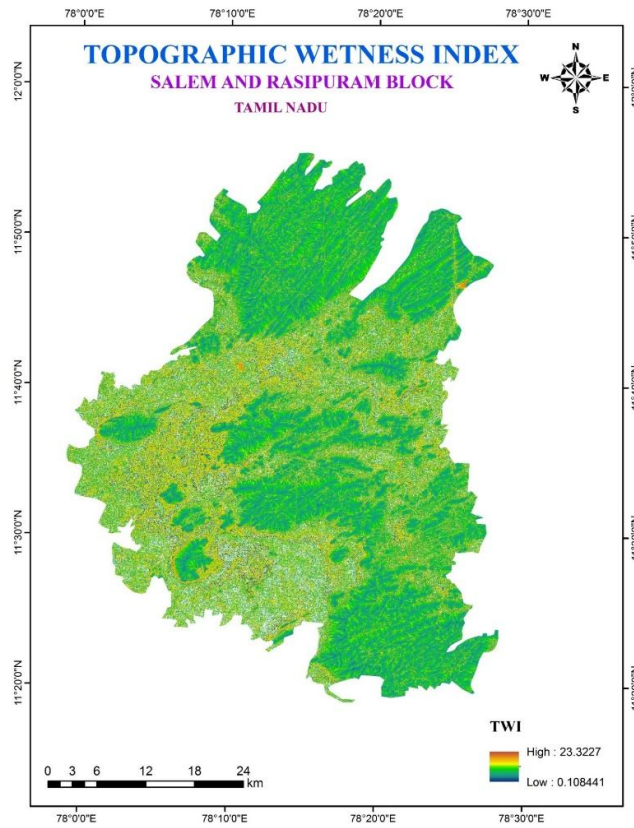 78°0'0"E 78°10'0"E 78°20'0"E 78°30'0"E
TOPOGRAPHIC WETNESS INDEX
SALEM AND RASIPURAM BLOCK
TAMIL NADU
N
W E
S
12°0'0"N
11°50'0"N
11°40'0"N
11°30'0"N
11°20'0"N
TWI
High : 23.3227
Low : 0.108441
0 3 6 12 18 24
km
78°0'0"E 78°10'0"E 78°20'0"E 78°30'0"E